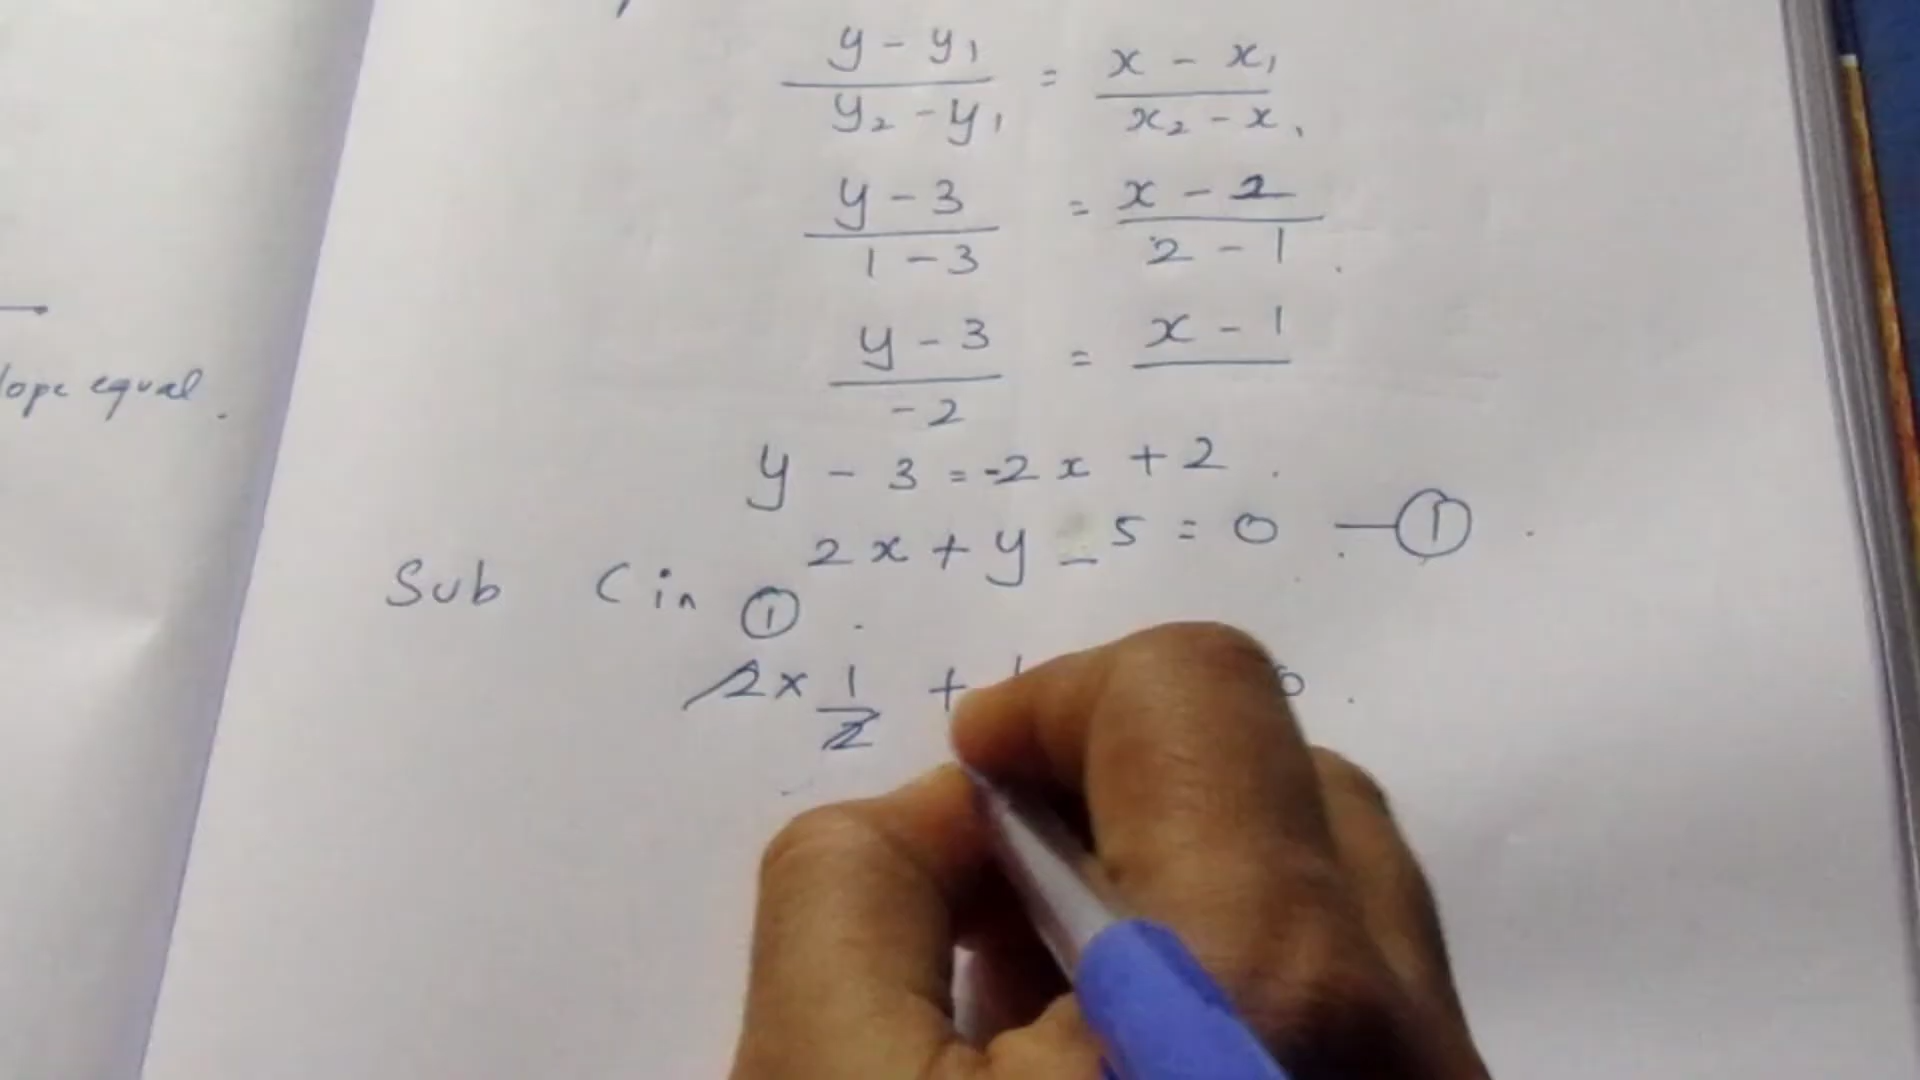 lope equal.
y - y₁ / y₂ - y₁ = x - x₁ / x₂ - x₁
y - 3 / 1 - 3 = x - 2 / 2 - 1
y - 3 / -2 = x - 1
y - 3 = -2x + 2
2x + y - 5 = 0 — ①
Sub C in ①
2 x 1/2 +